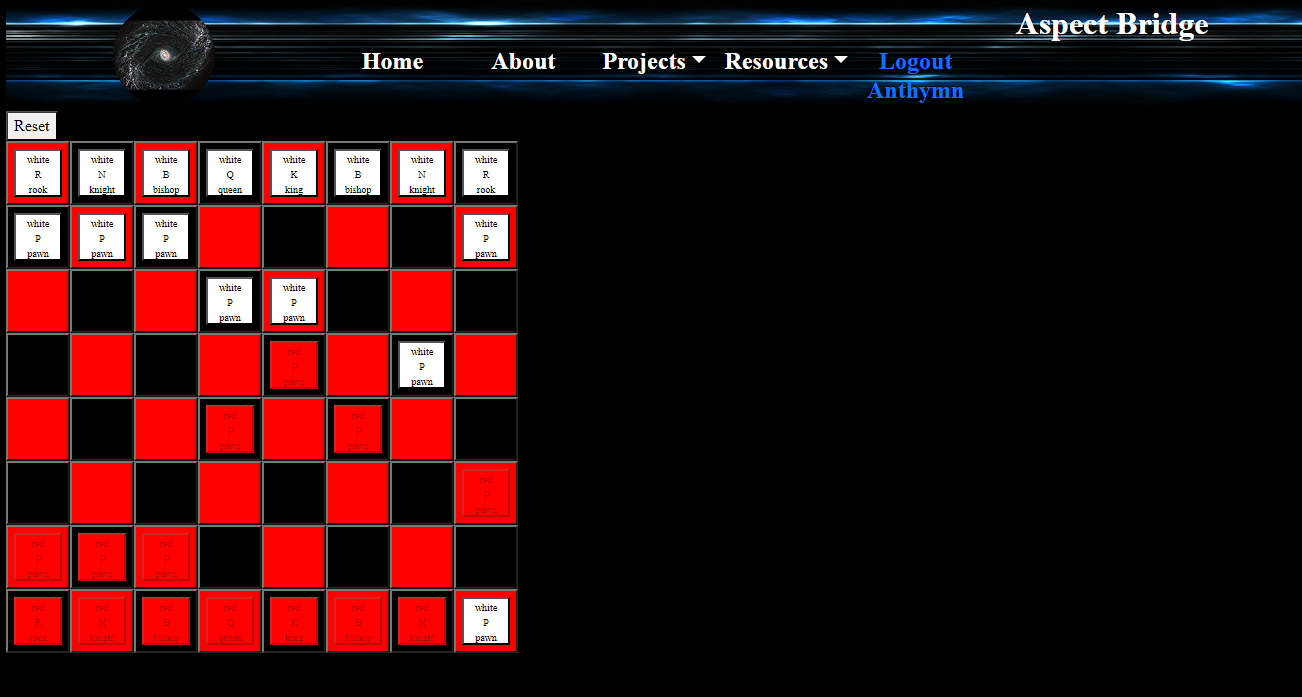 Aspect Bridge
Home About Projects Resources Logout
Anthymn
Reset
white white white white white white white white
R N B Q K B N R
rook knight bishop queen king bishop knight rook
white white white white
P P P P
pawn pawn pawn pawn
white white
P P
pawn pawn
red white
P P
pawn pawn
red red
P P
pawn pawn
red
P
pawn
red red red
P P P
pawn pawn pawn
red red red red red red red white
R N B Q K B N P
rook knight bishop queen king bishop knight pawn